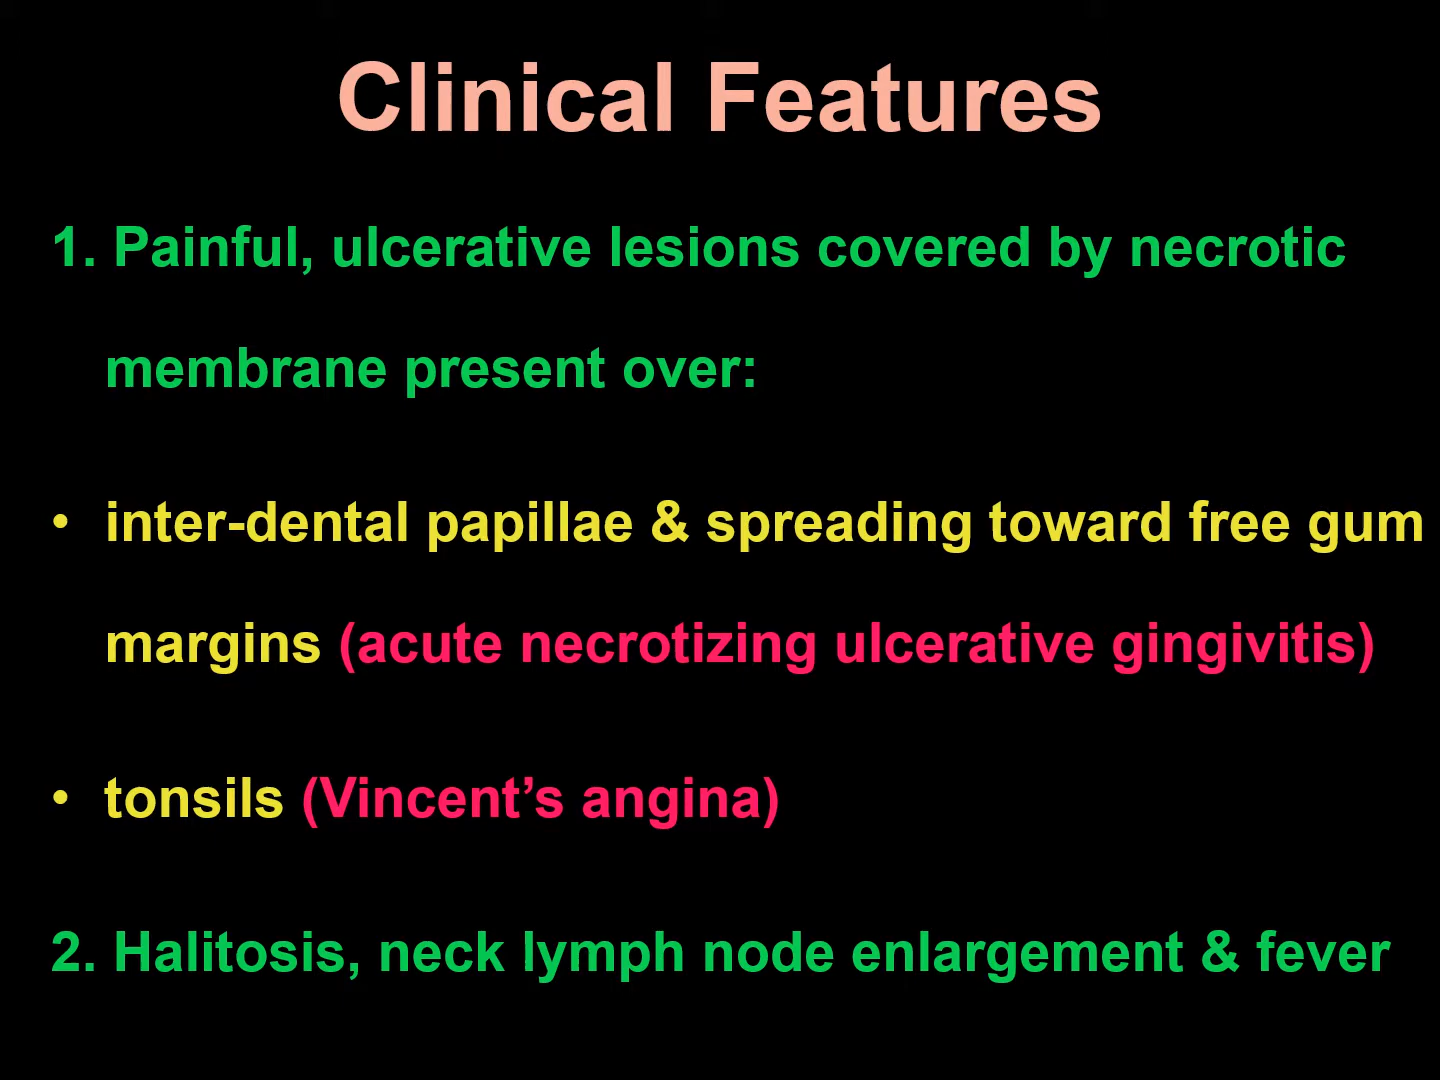 Clinical Features
1. Painful, ulcerative lesions covered by necrotic
membrane present over:
• inter-dental papillae & spreading toward free gum
margins (acute necrotizing ulcerative gingivitis)
• tonsils (Vincent’s angina)
2. Halitosis, neck lymph node enlargement & fever